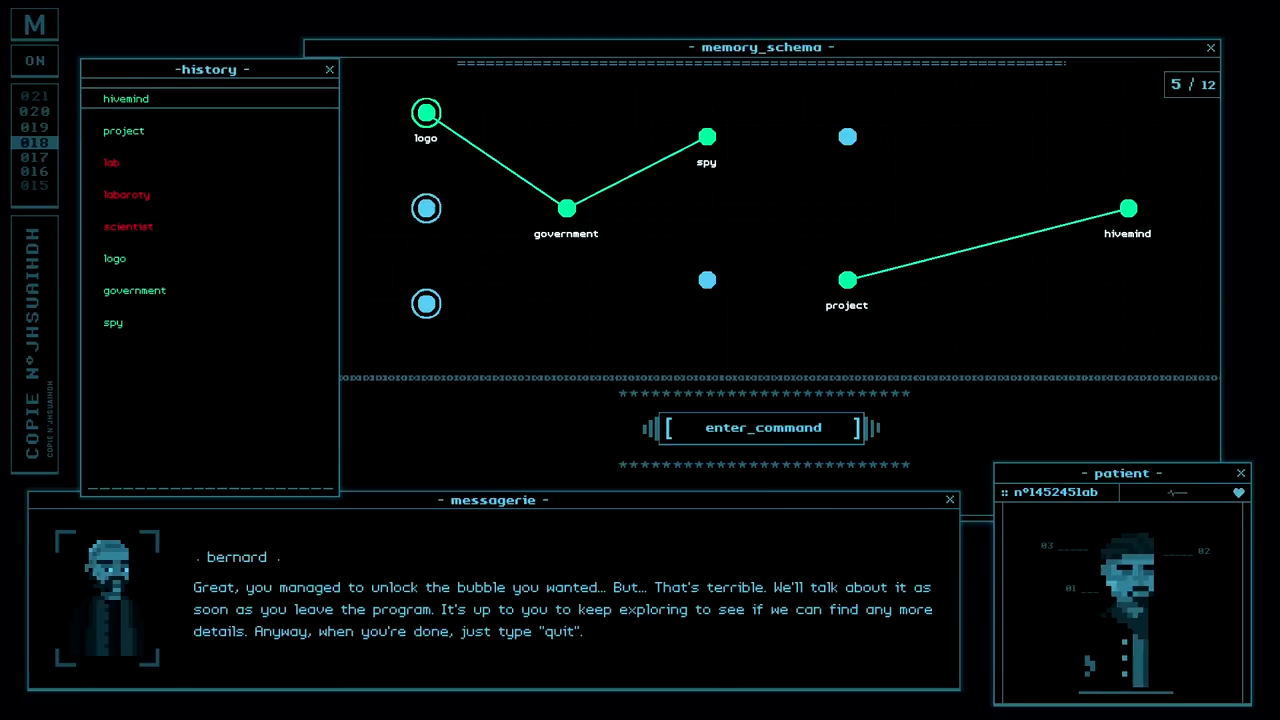 M
ON
021
020
019
018
017
016
015
COPIE N°JHSUAIHDH
COPIE N°JHSUAIHDH
-history -
hivemind
project
lab
laboroty
scientist
logo
government
spy
- memory_schema -
5 / 12
logo
spy
government
hivemind
project
[ enter_command ]
- messagerie -
. bernard .
Great, you managed to unlock the bubble you wanted... But... That's terrible. We'll talk about it as
soon as you leave the program. It's up to you to keep exploring to see if we can find any more
details. Anyway, when you're done, just type "quit".
- patient -
:: n°145245lab
03
02
01